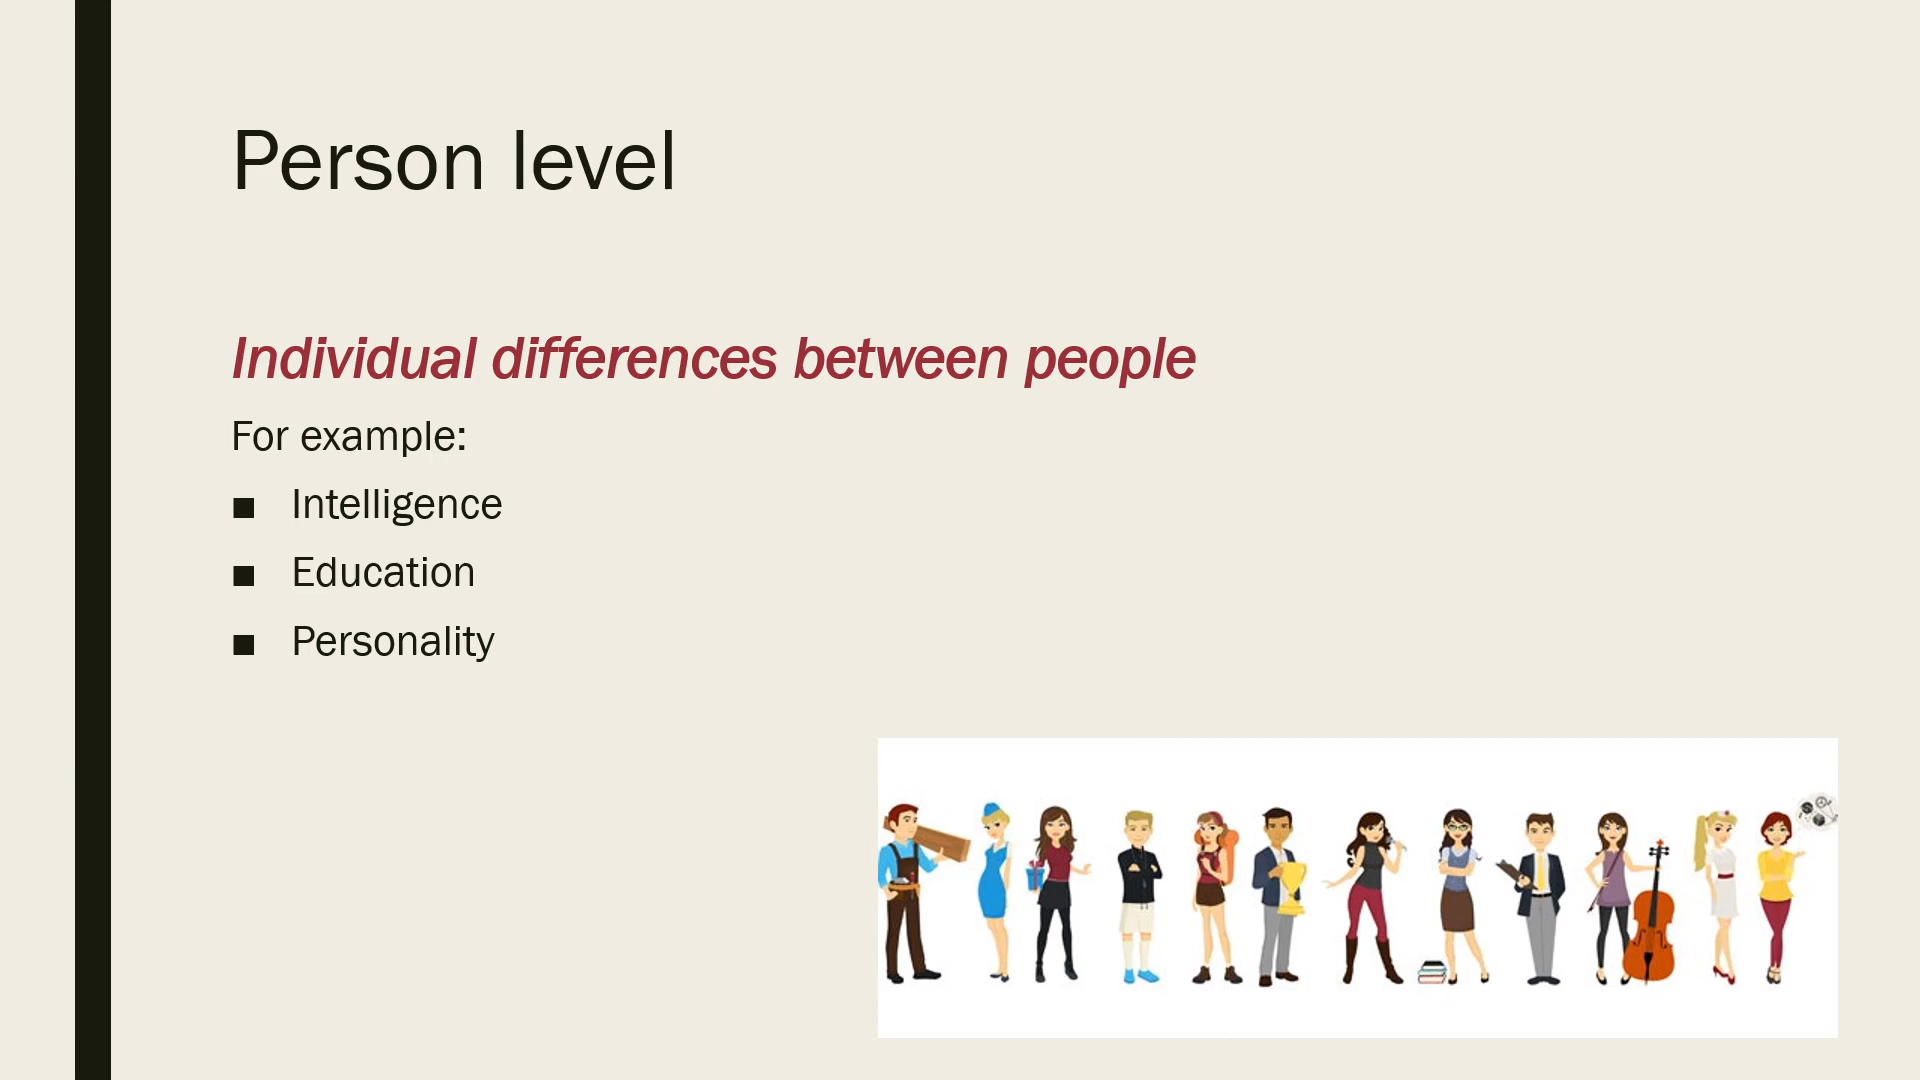 Person level
Individual differences between people
For example:
■ Intelligence
■ Education
■ Personality